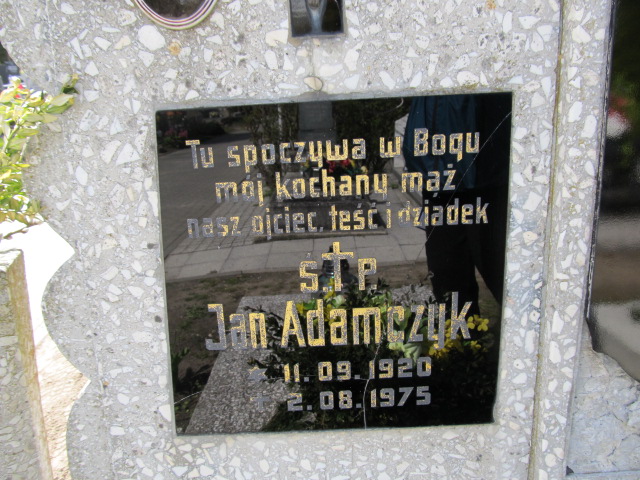 Tu spoczywa w Bogu
mój kochany mąż
nasz ojciec, teść i dziadek
ś.†P.
Jan Adamczyk
* 11.09.1920
+ 2.08.1975